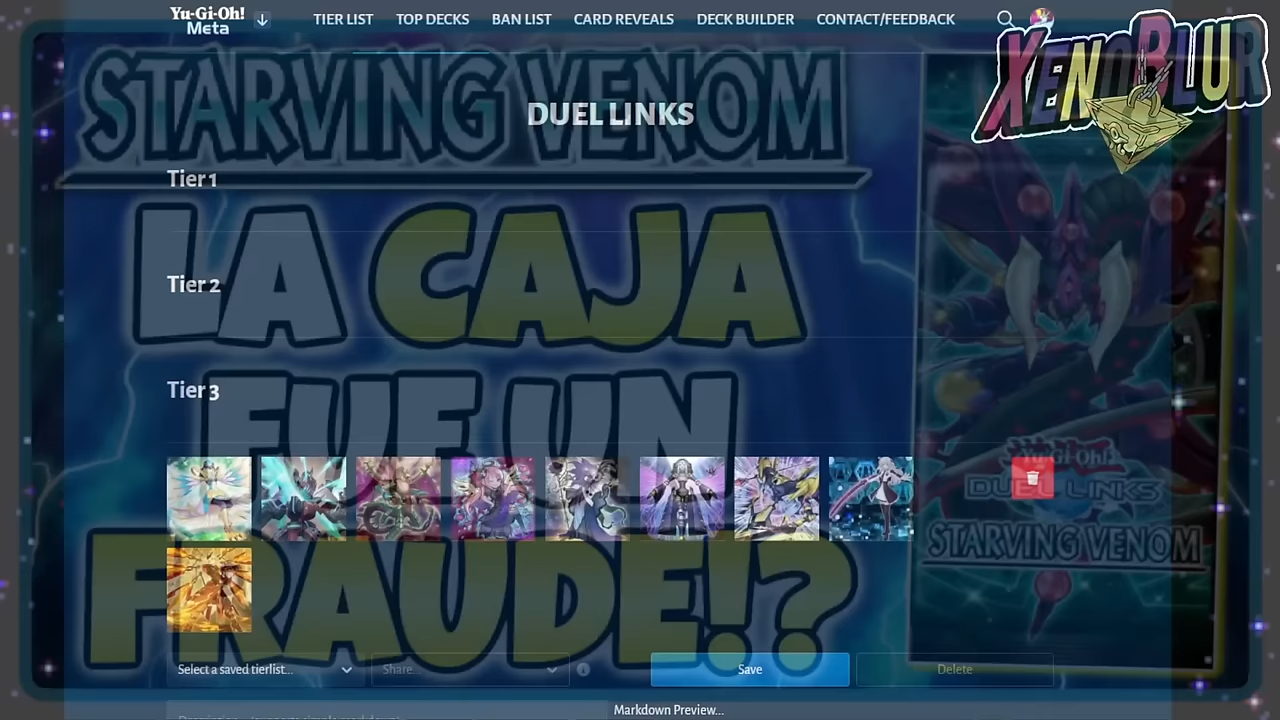 Yu-Gi-Oh!
Meta
TIER LIST
TOP DECKS
BAN LIST
CARD REVEALS
DECK BUILDER
CONTACT/FEEDBACK
XENOBLUR
STARVING VENOM
DUEL LINKS
Tier 1
LA CAJA
Tier 2
FUE UN
Tier 3
FRAUDE!?
Yu-Gi-Oh!
DUEL LINKS
STARVING VENOM
Select a saved tierlist...
Share...
Save
Delete
Markdown Preview...